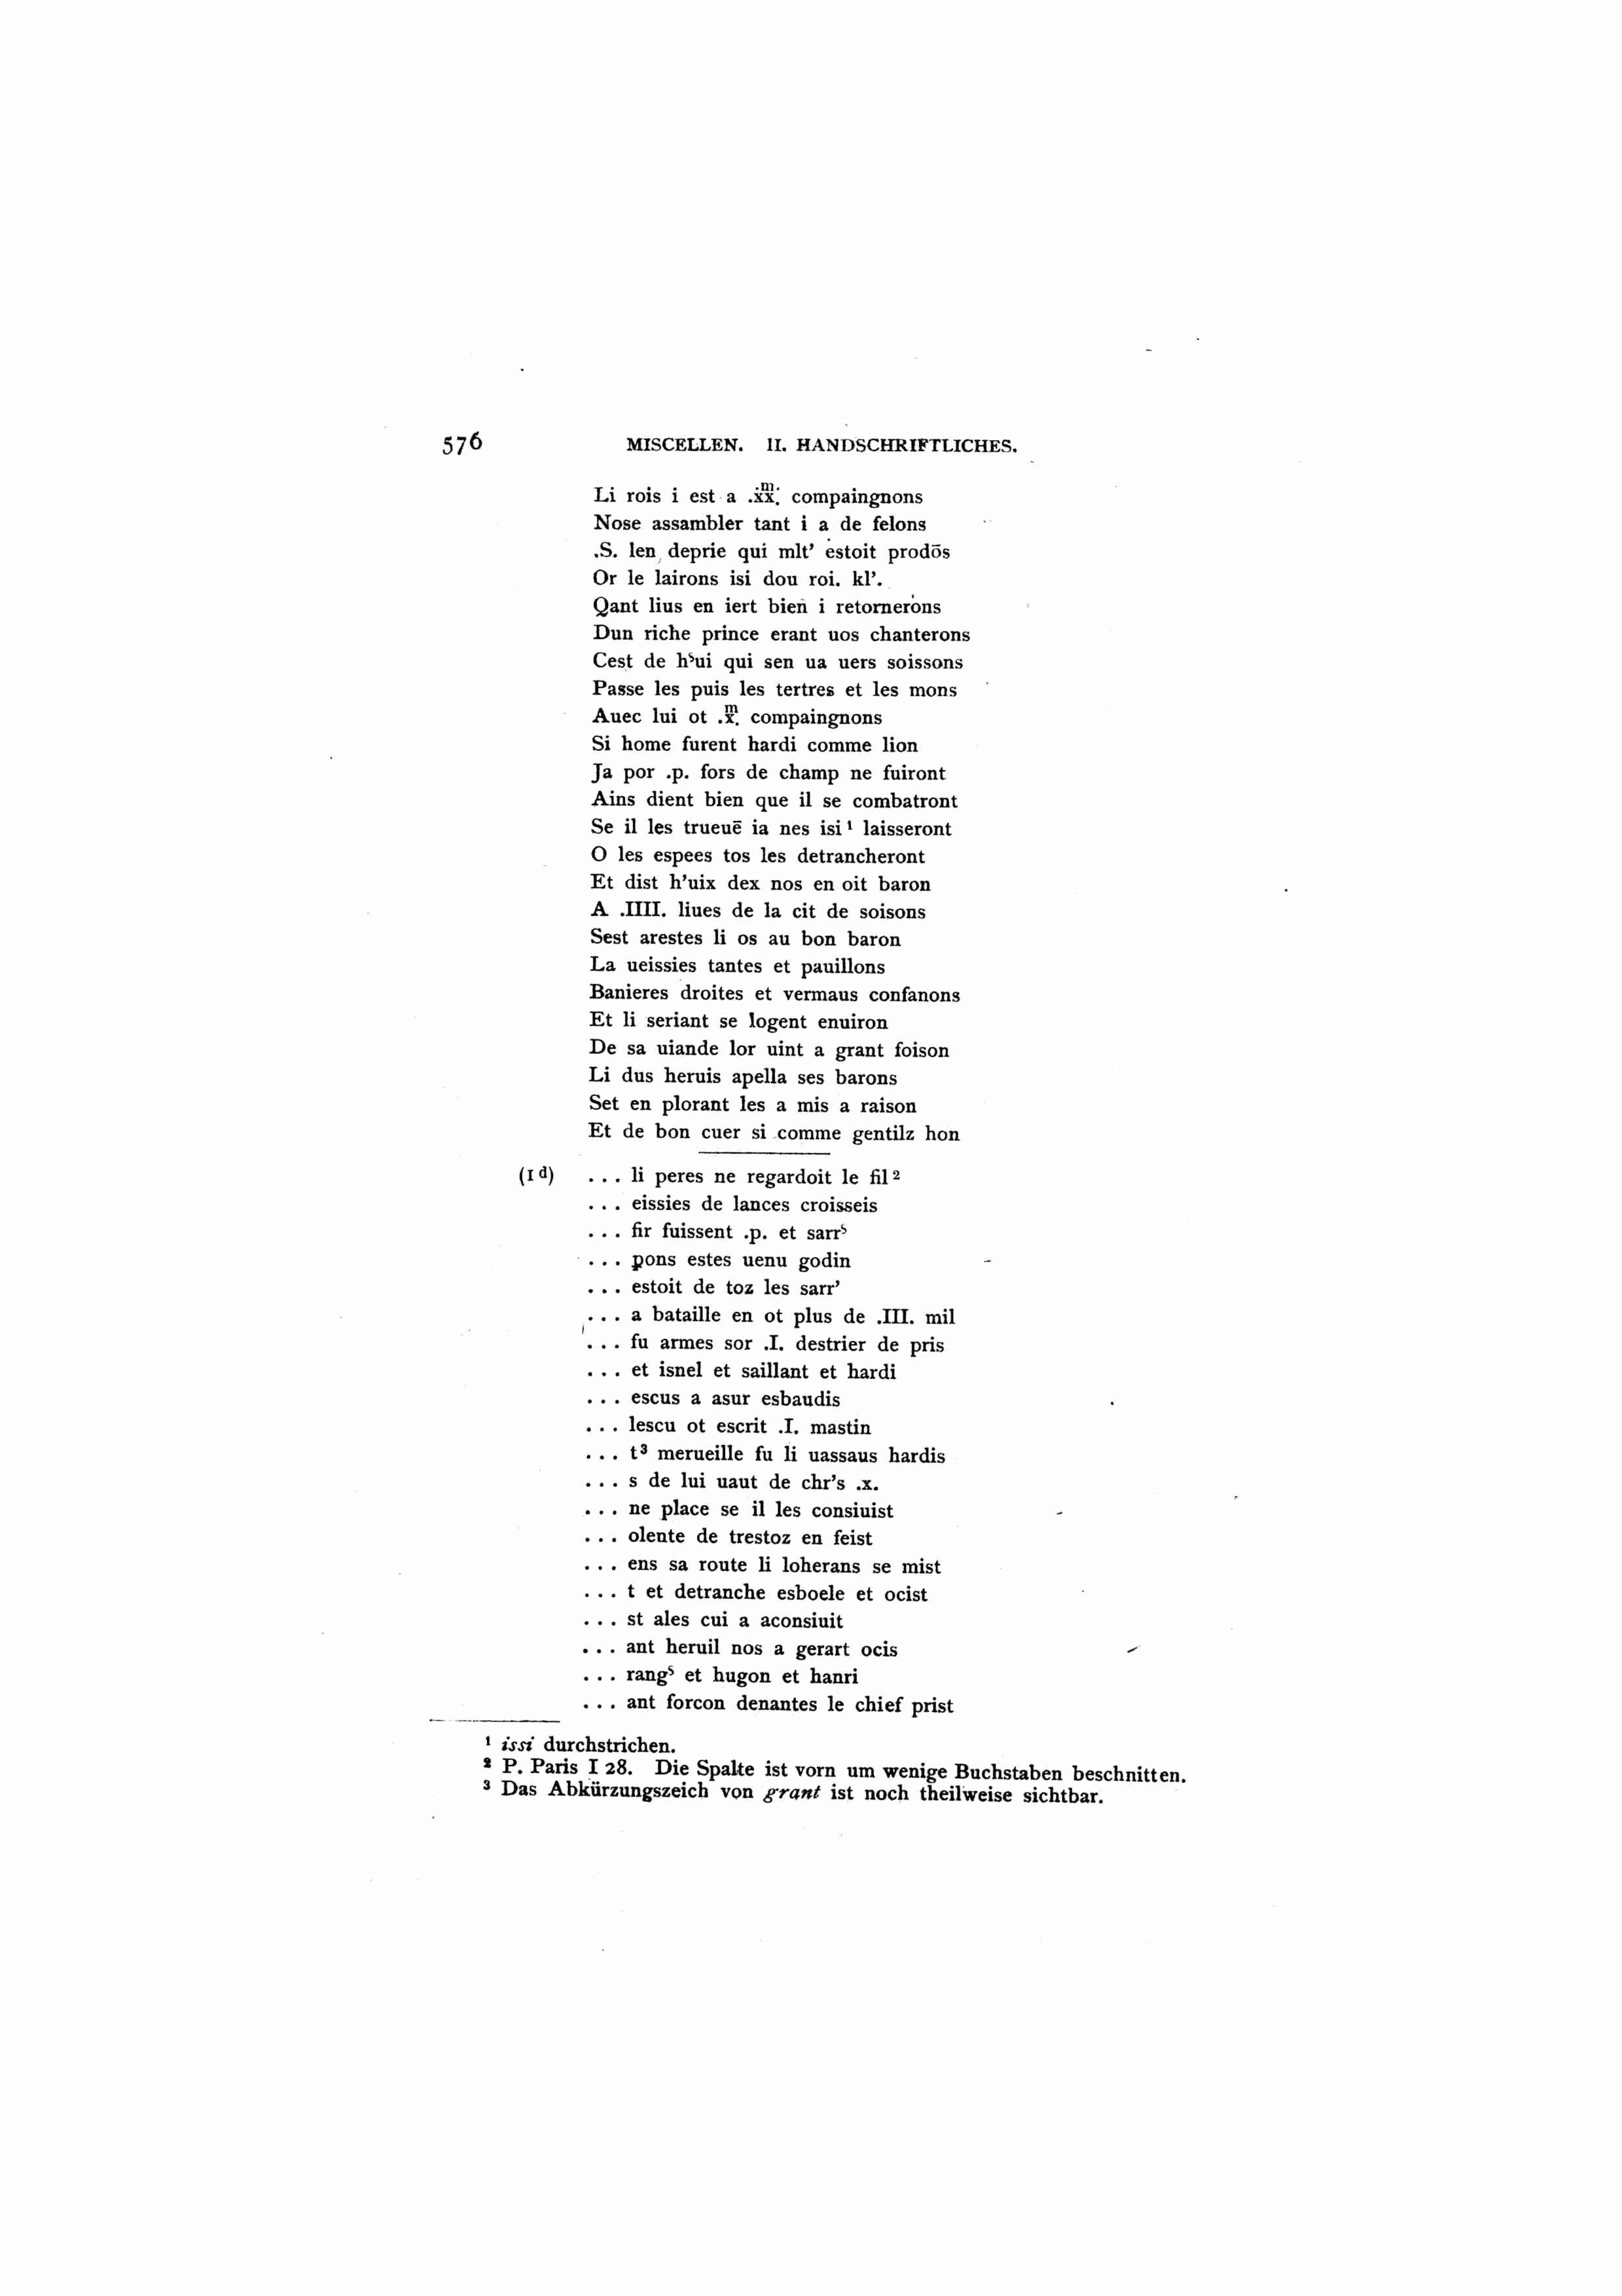 576 MISCELLEN. II. HANDSCHRIFTLICHES.
Li rois i est a .xxͫ. compaingnons
Nose assambler tant i a de felons
.S. len deprie qui mlt’ estoit prodōs
Or le lairons isi dou roi. kl’.
Qant lius en iert bien i retornerons
Dun riche prince erant uos chanterons
Cest de hˢui qui sen ua uers soissons
Passe les puis les tertres et les mons
Auec lui ot .xͫ. compaingnons
Si home furent hardi comme lion
Ja por .p. fors de champ ne fuiront
Ains dient bien que il se combatront
Se il les trueuē ia nes isi ¹ laisseront
O les espees tos les detrancheront
Et dist h’uix dex nos en oit baron
A .IIII. liues de la cit de soisons
Sest arestes li os au bon baron
La ueissies tantes et pauillons
Banieres droites et vermaus confanons
Et li seriant se logent enuiron
De sa uiande lor uint a grant foison
Li dus heruis apella ses barons
Set en plorant les a mis a raison
Et de bon cuer si comme gentilz hon
(1 d) ... li peres ne regardoit le fil ²
... eissies de lances croisseis
... fir fuissent .p. et sarrˢ
... pons estes uenu godin
... estoit de toz les sarr’
... a bataille en ot plus de .III. mil
... fu armes sor .I. destrier de pris
... et isnel et saillant et hardi
... escus a asur esbaudis
... lescu ot escrit .I. mastin
... t³ merueille fu li uassaus hardis
... s de lui uaut de chr’s .x.
... ne place se il les consiuist
... olente de trestoz en feist
... ens sa route li loherans se mist
... t et detranche esboele et ocist
... st ales cui a aconsiuit
... ant heruil nos a gerart ocis
... rangˢ et hugon et hanri
... ant forcon denantes le chief prist
¹ issi durchstrichen.
² P. Paris I 28. Die Spalte ist vorn um wenige Buchstaben beschnitten.
³ Das Abkürzungszeich von grant ist noch theilweise sichtbar.